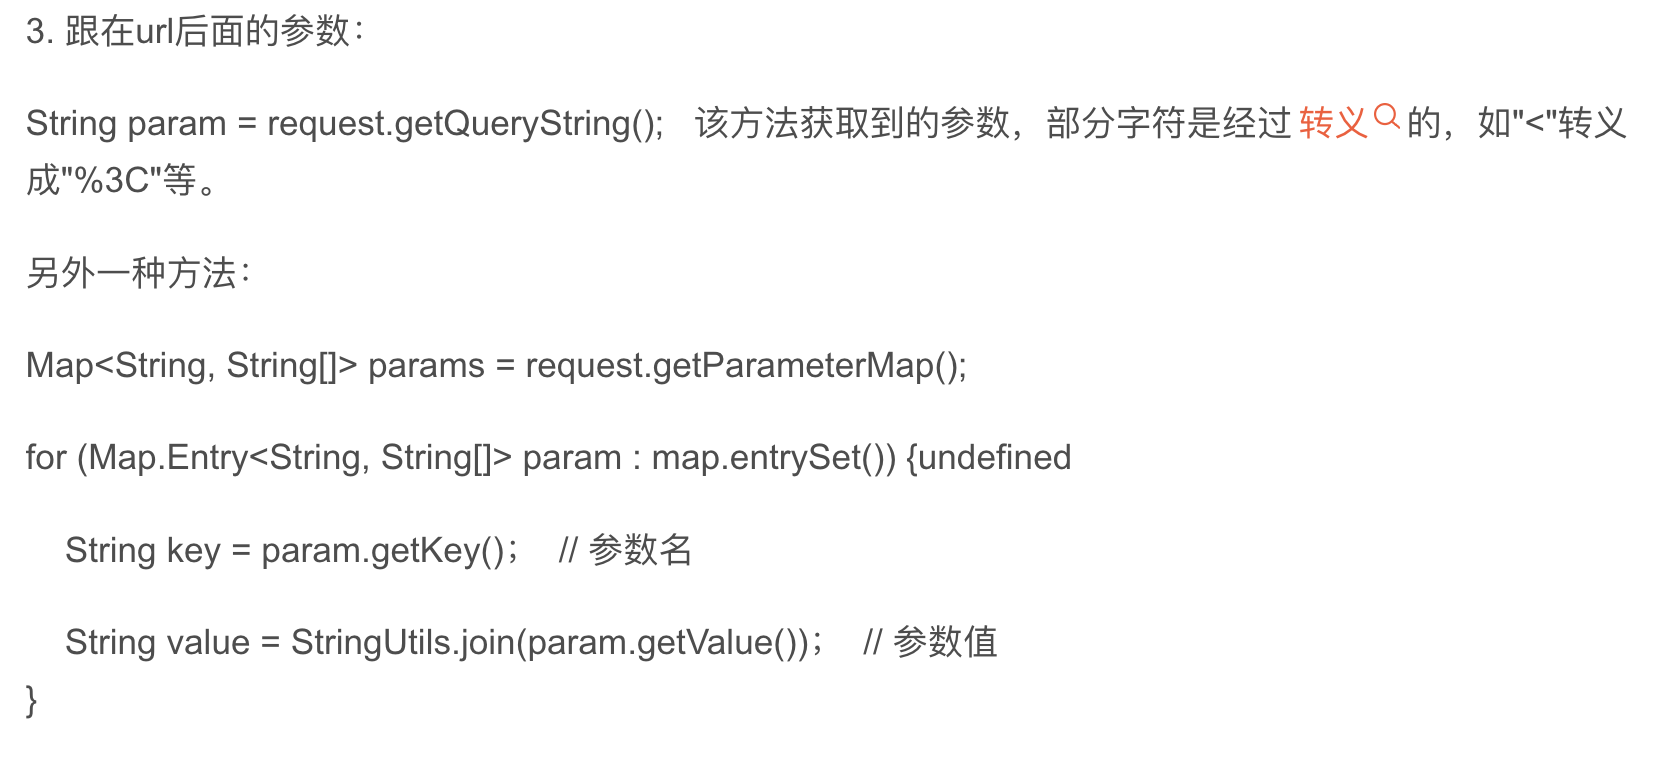 3. 跟在url后面的参数：
String param = request.getQueryString();   该方法获取到的参数，部分字符是经过转义的，如"<"转义
成"%3C"等。
另外一种方法：
Map<String, String[]> params = request.getParameterMap();
for (Map.Entry<String, String[]> param : map.entrySet()) {undefined
    String key = param.getKey()；   // 参数名
    String value = StringUtils.join(param.getValue())；   // 参数值
}